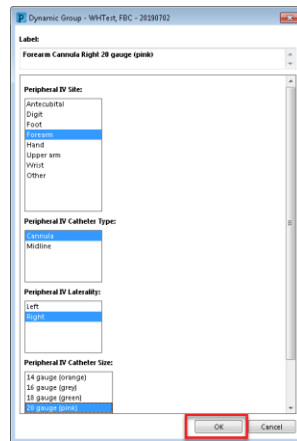 Dynamic Group - WHTest, FBC - 20190702
Label:
Forearm Cannula Right 20 gauge (pink)
Peripheral IV Site:
Antecubital
Digit
Foot
Forearm
Hand
Upper arm
Wrist
Other
Peripheral IV Catheter Type:
Cannula
Midline
Peripheral IV Laterality:
Left
Right
Peripheral IV Catheter Size:
14 gauge (orange)
16 gauge (grey)
18 gauge (green)
20 gauge (pink)
OK Cancel